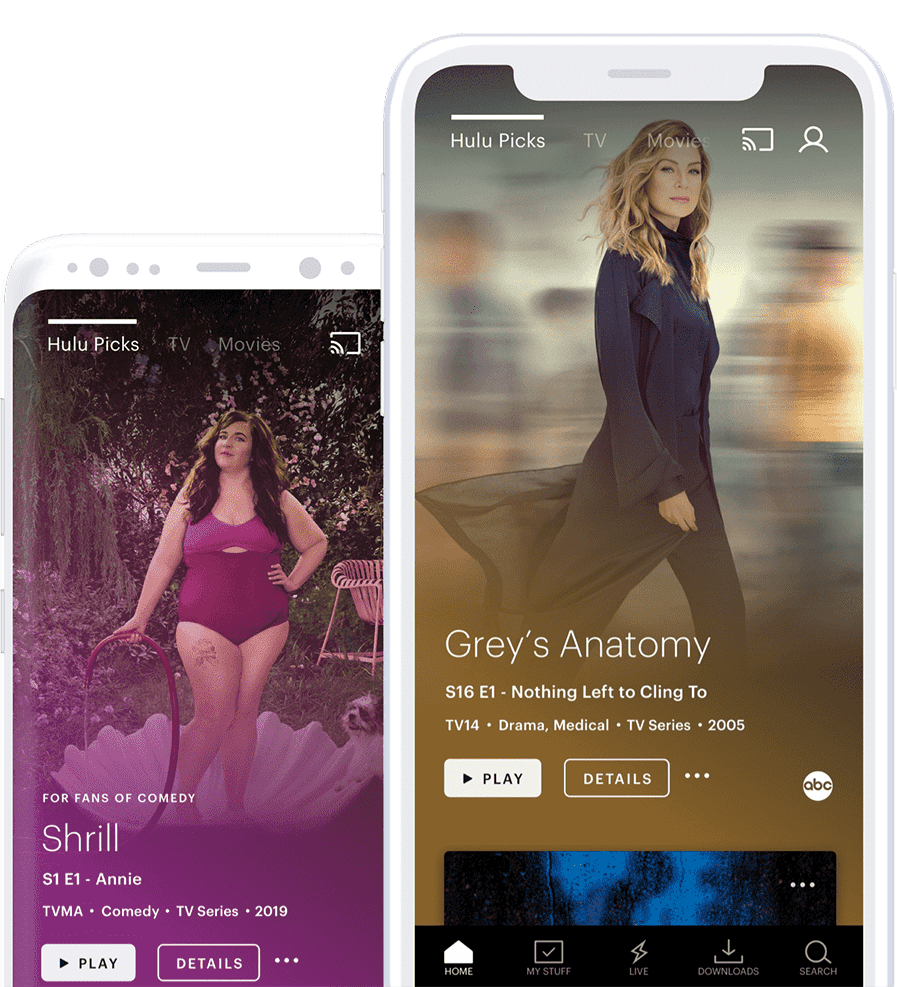 Hulu Picks TV Movies
Grey's Anatomy
S16 E1 - Nothing Left to Cling To
TV14 • Drama, Medical • TV Series • 2005
PLAY DETAILS
abc
HOME MY STUFF LIVE DOWNLOADS SEARCH
Hulu Picks TV Movies
FOR FANS OF COMEDY
Shrill
S1 E1 - Annie
TVMA • Comedy • TV Series • 2019
PLAY DETAILS